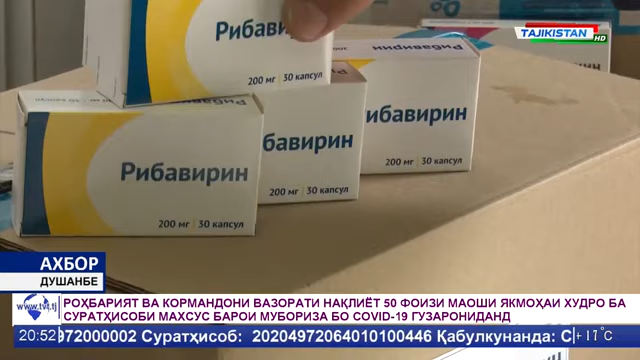 TAJIKISTAN HD
Рибавирин
200 мг 30 капсул
Рибавирин
Рибавирин
200 мг 30 капсул
200 мг 30 капсул
200 мг 30 капсул
АХБОР
ДУШАНБЕ
www.tvt.tj
РОҲБАРИЯТ ВА КОРМАНДОНИ ВАЗОРАТИ НАҚЛИЁТ 50 ФОИЗИ МАОШИ ЯКМОҲАИ ХУДРО БА
СУРАТҲИСОБИ МАХСУС БАРОИ МУБОРИЗА БО COVID-19 ГУЗАРОНИДАНД
20:52 972000002 Суратҳисоб: 20206972000200104496 Қабулкунанда:
+11°C